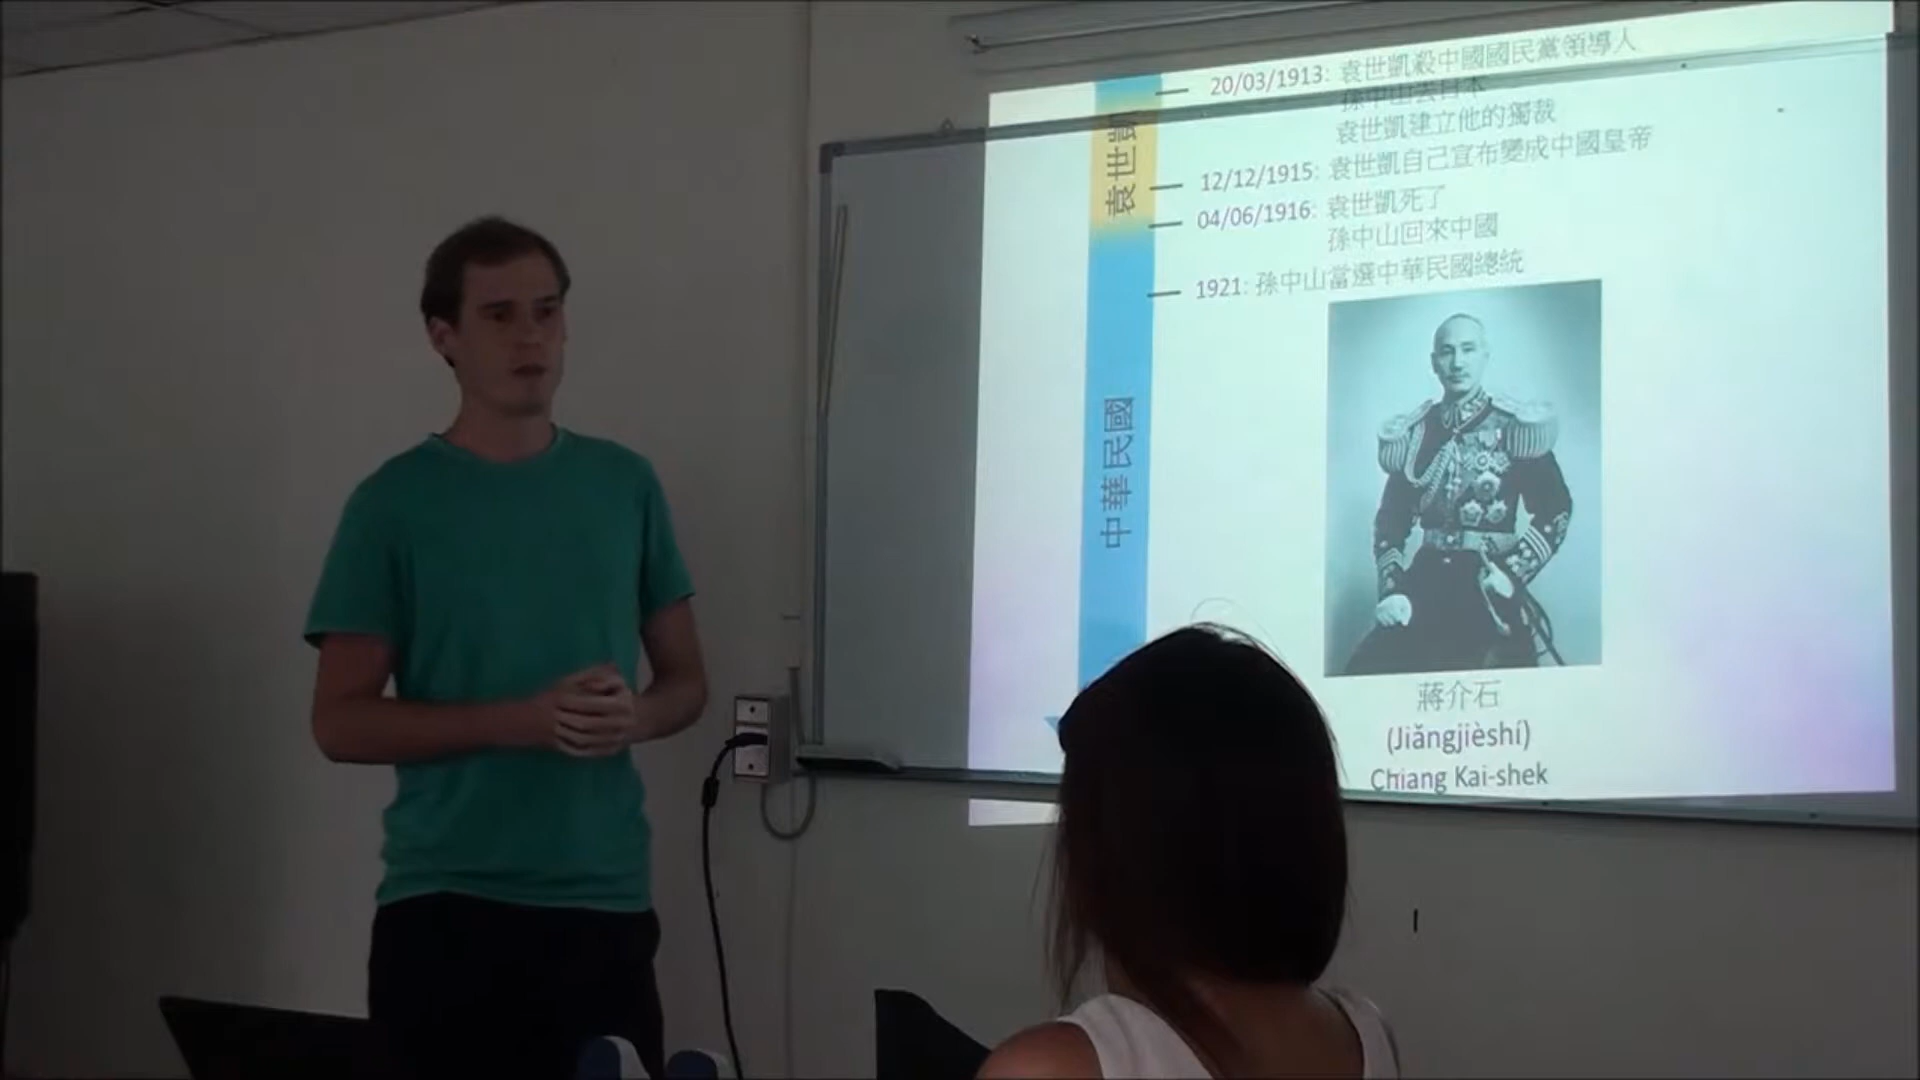 20/03/1913: 袁世凱殺中國國民黨領導人
孫中山去日本
袁世凱建立他的獨裁
12/12/1915: 袁世凱自己宣布變成中國皇帝
04/06/1916: 袁世凱死了
孫中山回來中國
1921: 孫中山當選中華民國總統
袁世凱
中華民國
蔣介石
(Jiǎngjièshí)
Chiang Kai-shek